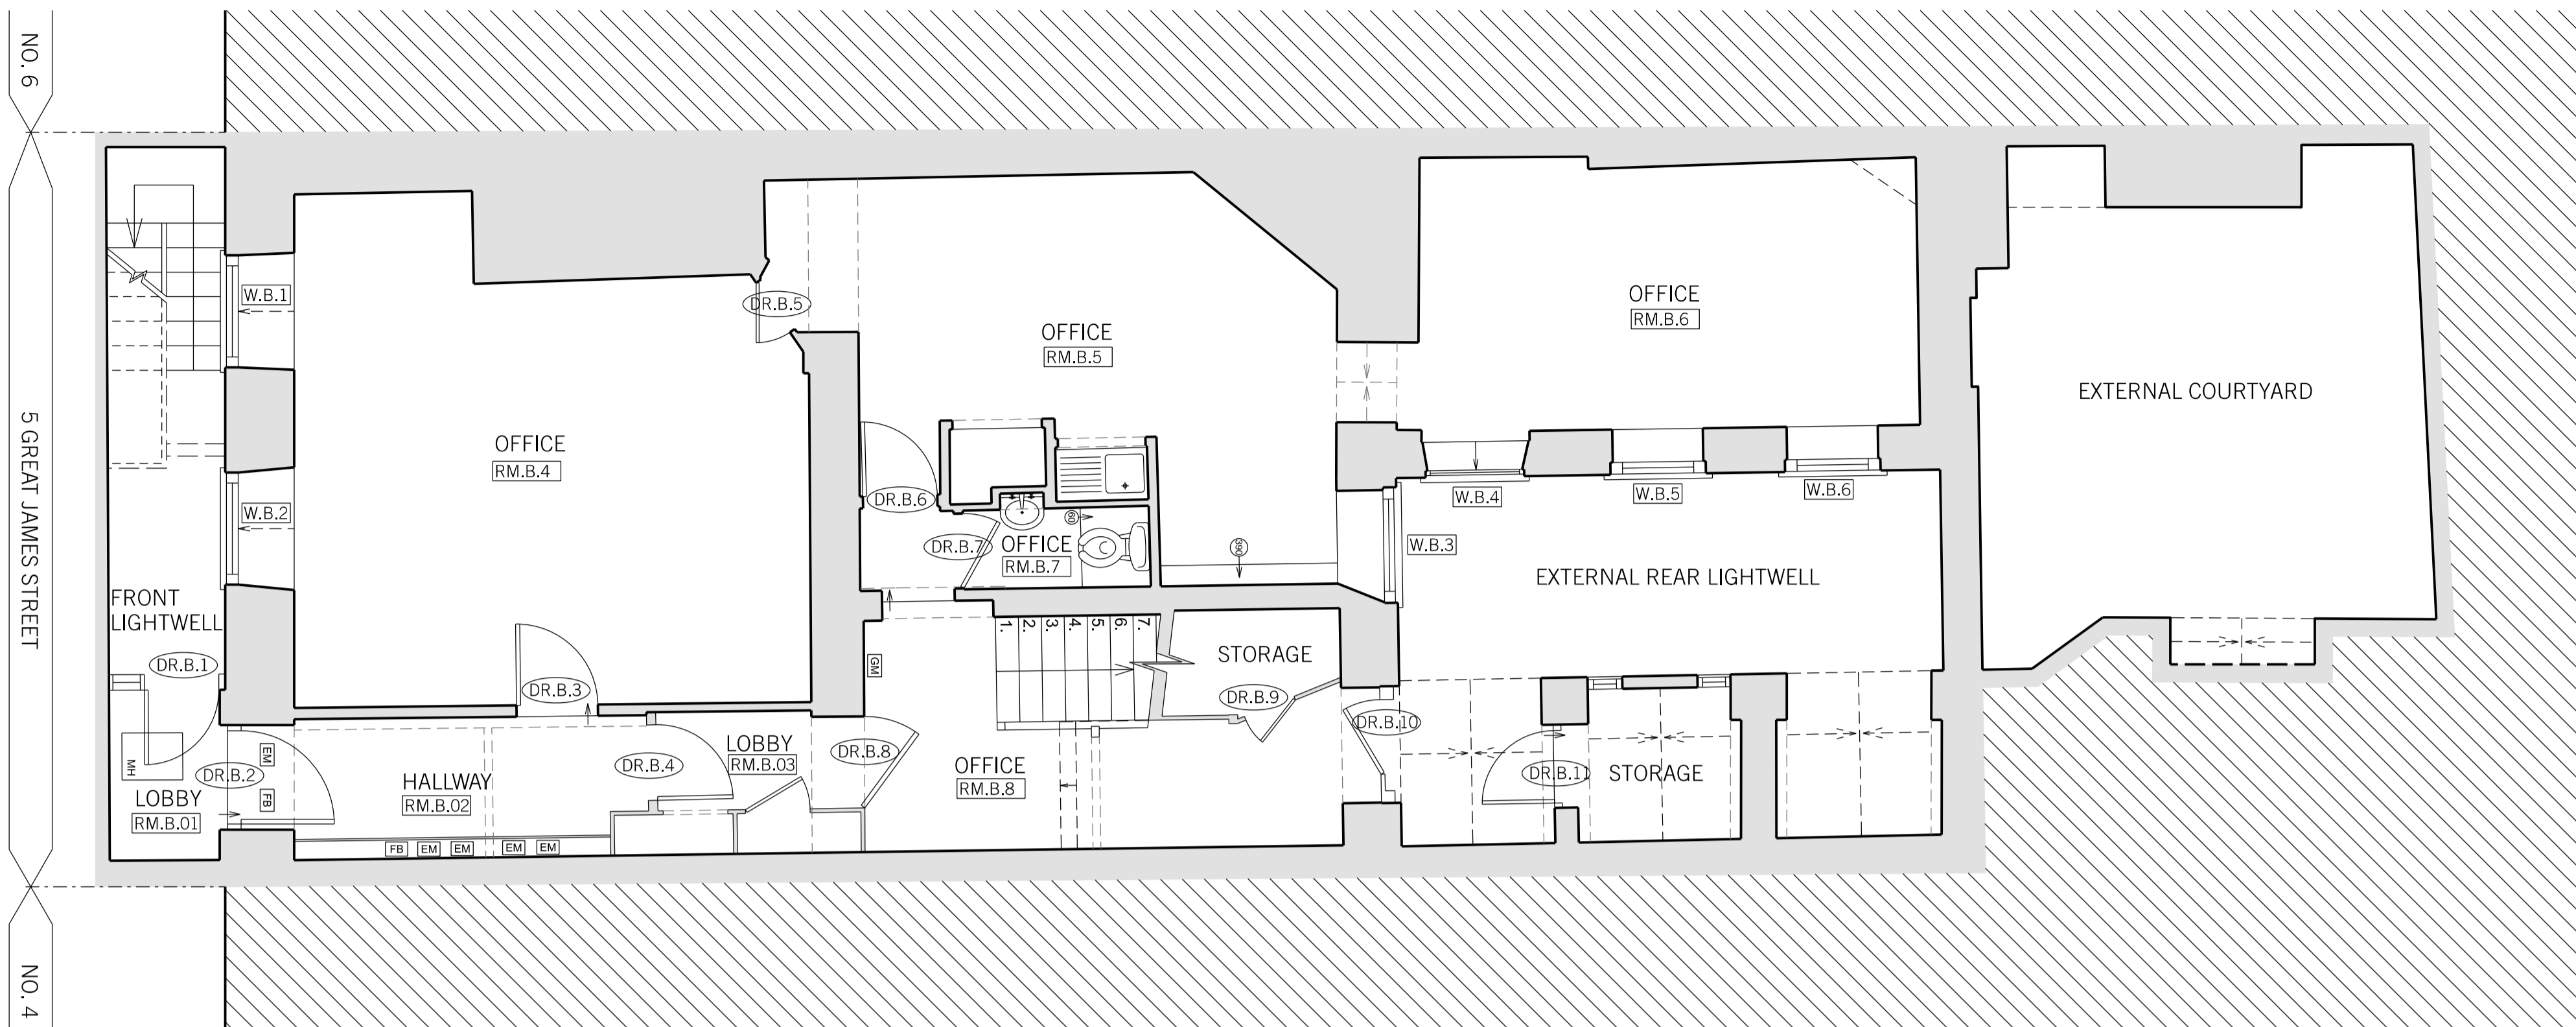 NO. 6
5 GREAT JAMES STREET
NO. 4
W.B.1
W.B.2
FRONT
LIGHTWELL
DR.B.1
MH
DR.B.2
LOBBY
RM.B.01
EM
FB
OFFICE
RM.B.4
DR.B.3
HALLWAY
RM.B.02
FB
EM
EM
EM
EM
DR.B.4
LOBBY
RM.B.03
DR.B.8
DR.B.5
OFFICE
RM.B.5
DR.B.6
DR.B.7
OFFICE
RM.B.7
60
390
GM
1.
2.
3.
4.
5.
6.
7.
OFFICE
RM.B.8
STORAGE
DR.B.9
DR.B.10
OFFICE
RM.B.6
W.B.4
W.B.5
W.B.6
W.B.3
EXTERNAL REAR LIGHTWELL
DR.B.11
STORAGE
EXTERNAL COURTYARD